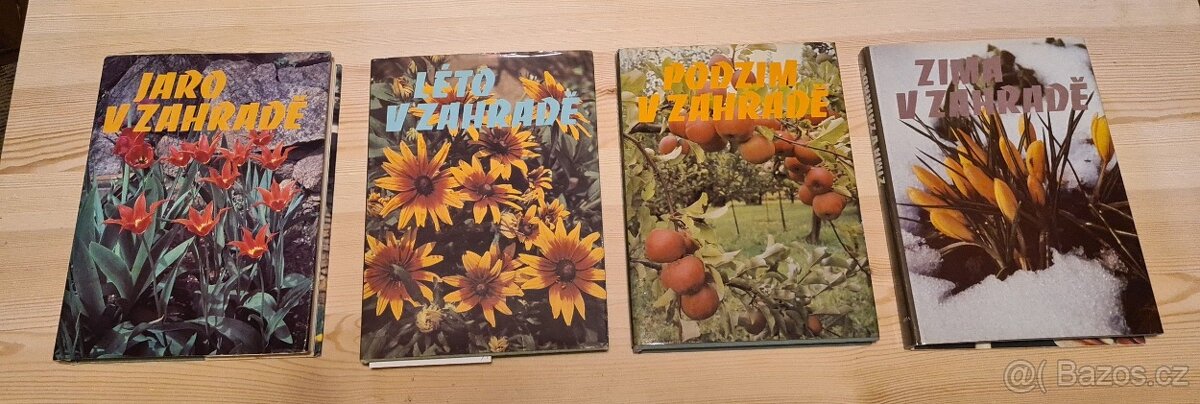 JARO
V ZAHRADĚ
LÉTO
V ZAHRADĚ
PODZIM
V ZAHRADĚ
ZIMA
V ZAHRADĚ
@( Bazos.cz